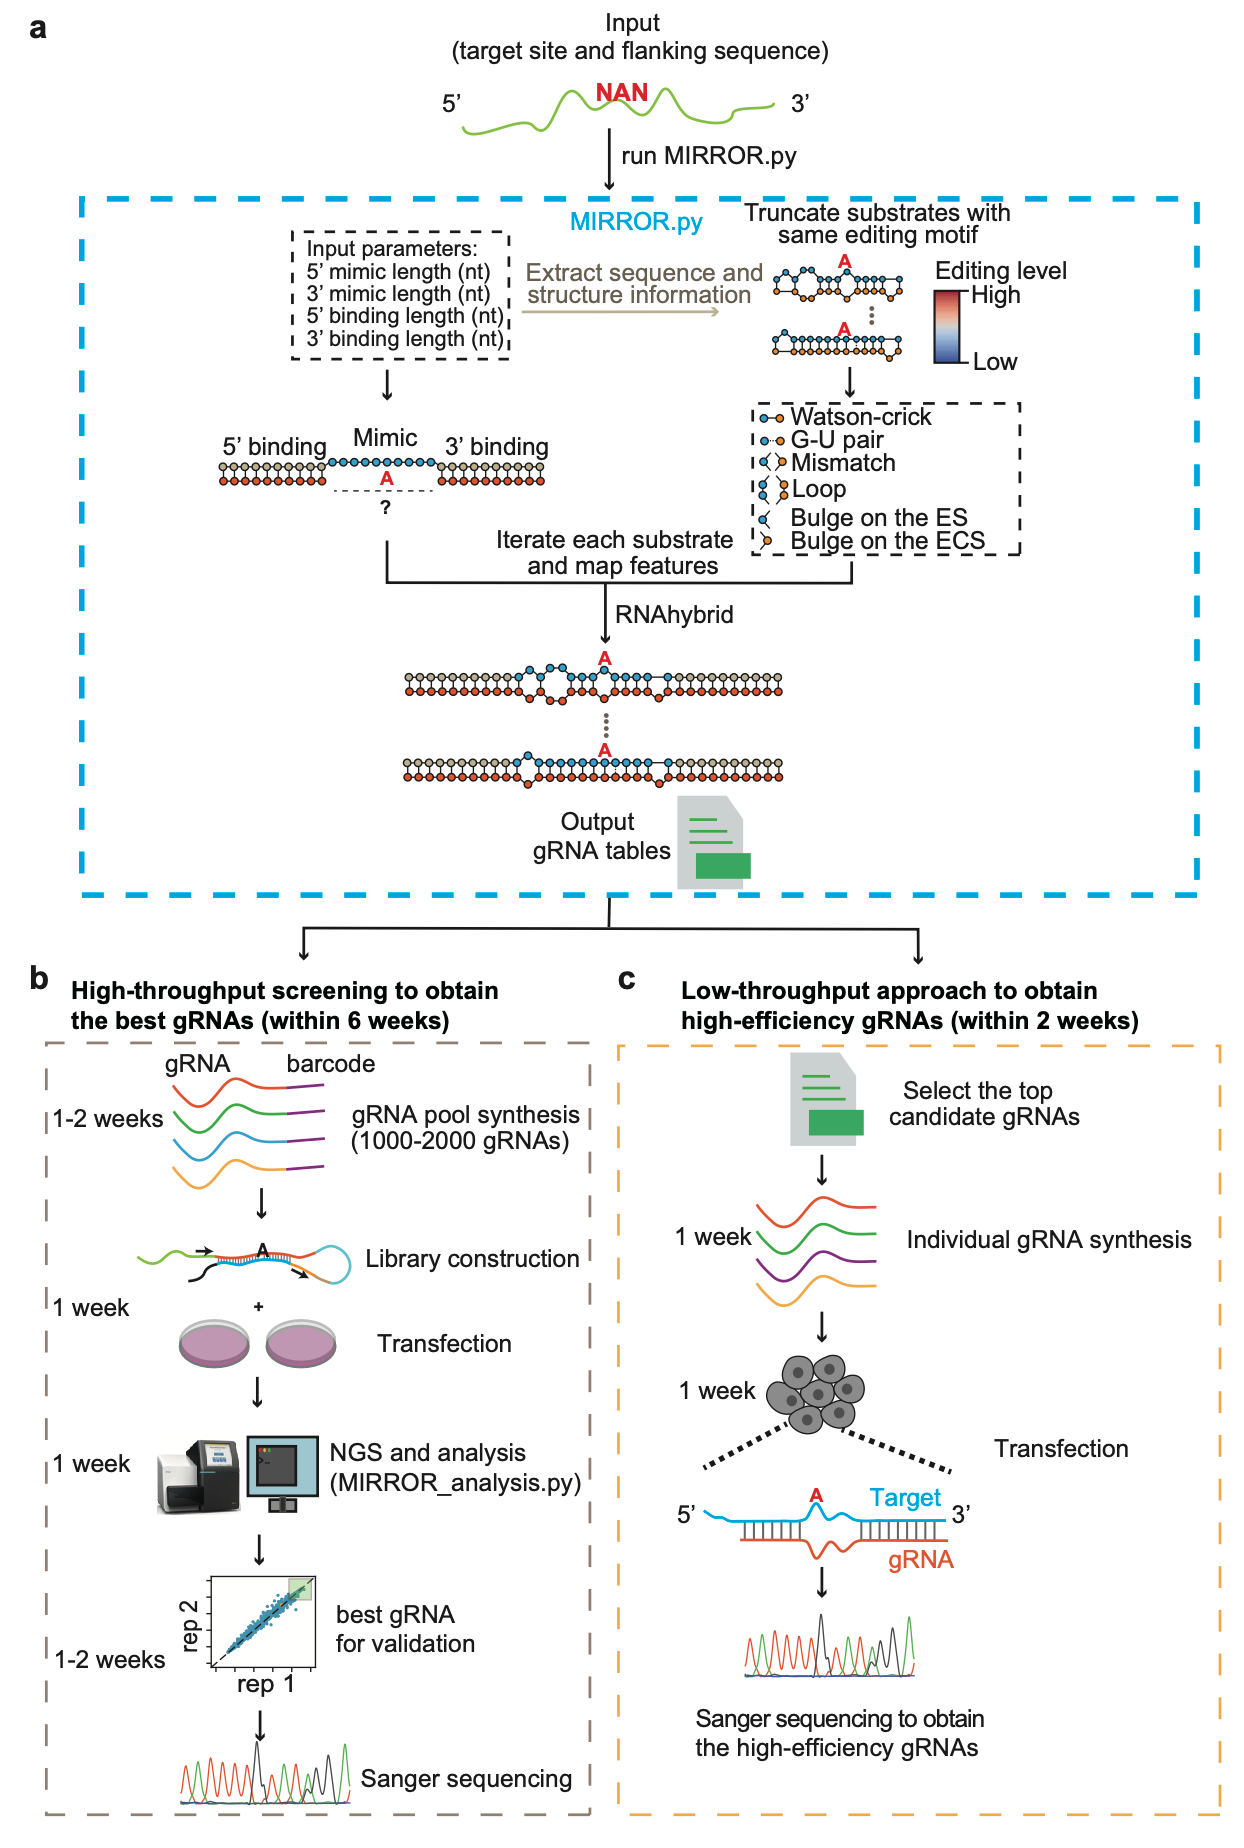 a
Input
(target site and flanking sequence)
5’
NAN
3’
run MIRROR.py
MIRROR.py
Input parameters:
5’ mimic length (nt)
3’ mimic length (nt)
5’ binding length (nt)
3’ binding length (nt)
Extract sequence and
structure information
Truncate substrates with
same editing motif
A
A
Editing level
High
Low
5’ binding
Mimic
3’ binding
A
?
Watson-crick
G-U pair
Mismatch
Loop
Bulge on the ES
Bulge on the ECS
Iterate each substrate
and map features
RNAhybrid
A
A
Output
gRNA tables
b
High-throughput screening to obtain
the best gRNAs (within 6 weeks)
gRNA
barcode
1-2 weeks
gRNA pool synthesis
(1000-2000 gRNAs)
A
Library construction
1 week
+
Transfection
1 week
NGS and analysis
(MIRROR_analysis.py)
rep 2
rep 1
best gRNA
for validation
1-2 weeks
Sanger sequencing
c
Low-throughput approach to obtain
high-efficiency gRNAs (within 2 weeks)
Select the top
candidate gRNAs
1 week
Individual gRNA synthesis
1 week
Transfection
A
Target
5’
3’
gRNA
Sanger sequencing to obtain
the high-efficiency gRNAs